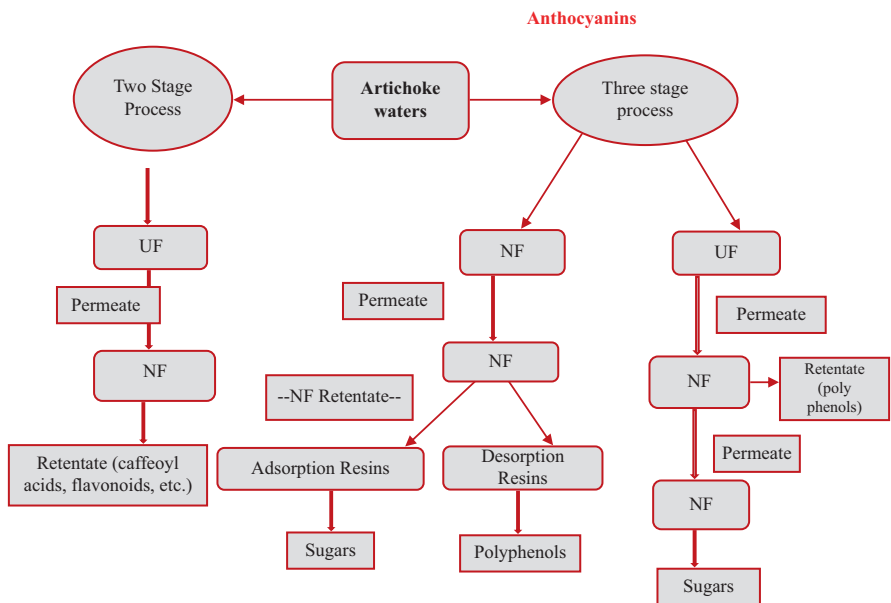 Anthocyanins
Two Stage
Process
Artichoke
waters
Three stage
process
UF
Permeate
NF
Retentate (caffeoyl
acids, flavonoids, etc.)
NF
Permeate
NF
--NF Retentate--
Adsorption Resins
Sugars
Desorption
Resins
Polyphenols
UF
Permeate
NF
Retentate
(poly
phenols)
Permeate
NF
Sugars